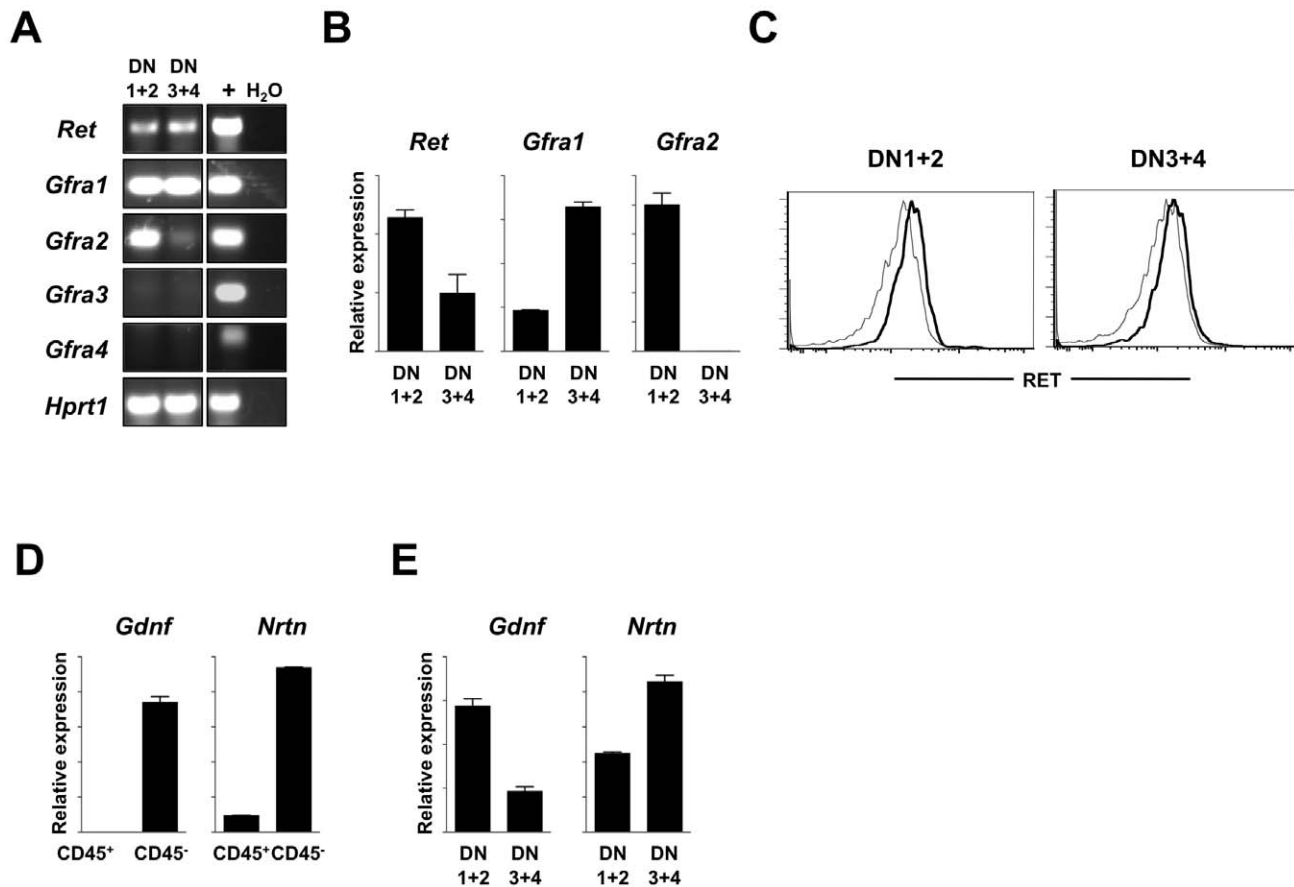 A
DN DN
1+2 3+4 + H₂O
Ret
Gfra1
Gfra2
Gfra3
Gfra4
Hprt1
B
Ret Gfra1 Gfra2
Relative expression
DN DN DN DN DN DN
1+2 3+4 1+2 3+4 1+2 3+4
C
DN1+2 DN3+4
RET
D
Gdnf Nrtn
Relative expression
CD45⁺ CD45⁻ CD45⁺CD45⁻
E
Gdnf Nrtn
Relative expression
DN DN DN DN
1+2 3+4 1+2 3+4